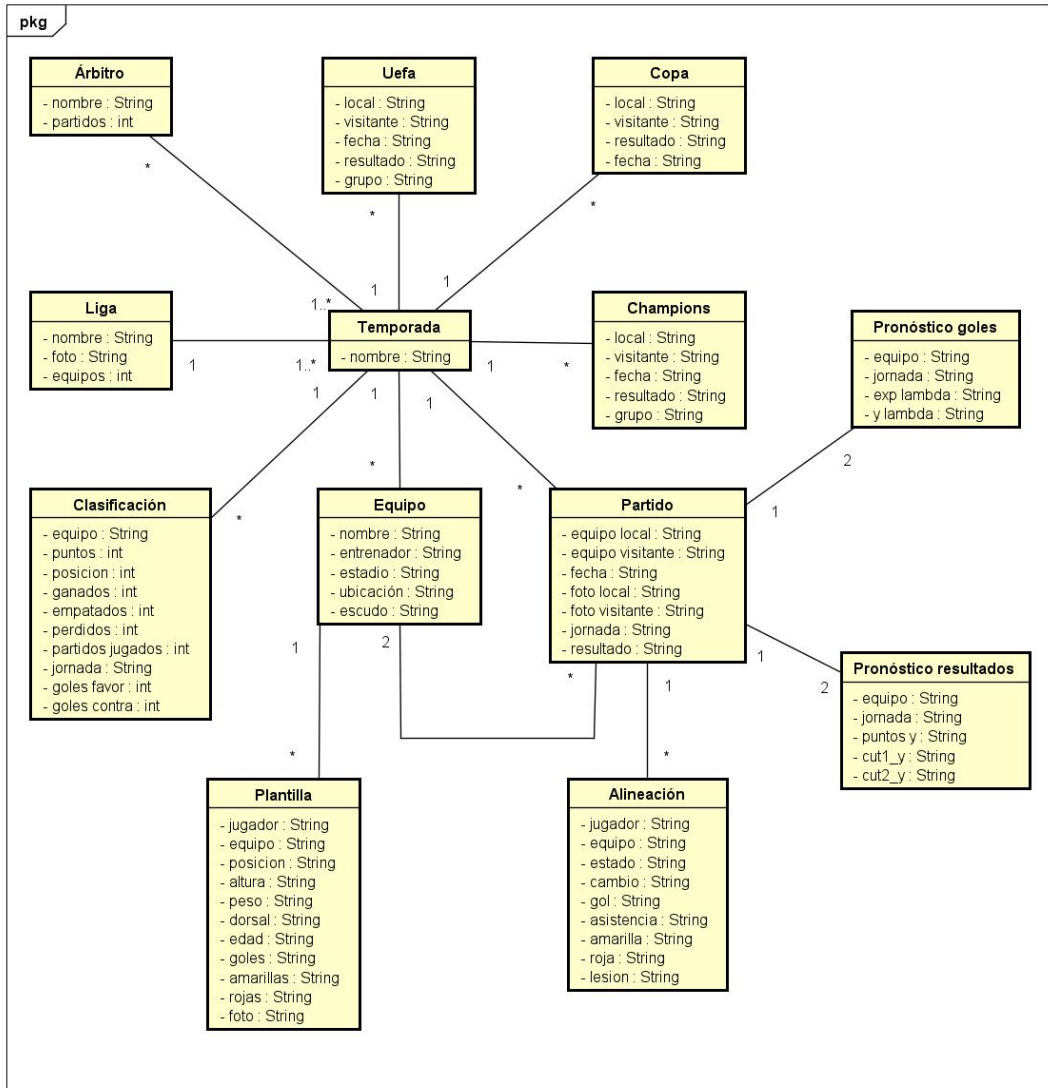 pkg
Árbitro
- nombre : String
- partidos : int
Uefa
- local : String
- visitante : String
- fecha : String
- resultado : String
- grupo : String
Copa
- local : String
- visitante : String
- resultado : String
- fecha : String
*
*
*
1..*
1
1
Liga
- nombre : String
- foto : String
- equipos : int
1
1..*
Temporada
- nombre : String
1
*
Champions
- local : String
- visitante : String
- fecha : String
- resultado : String
- grupo : String
Pronóstico goles
- equipo : String
- jornada : String
- exp lambda : String
- y lambda : String
1
1
1
*
*
*
2
1
Clasificación
- equipo : String
- puntos : int
- posicion : int
- ganados : int
- empatados : int
- perdidos : int
- partidos jugados : int
- jornada : String
- goles favor : int
- goles contra : int
Equipo
- nombre : String
- entrenador : String
- estadio : String
- ubicación : String
- escudo : String
Partido
- equipo local : String
- equipo visitante : String
- fecha : String
- foto local : String
- foto visitante : String
- jornada : String
- resultado : String
1
2
*
1
1
2
Pronóstico resultados
- equipo : String
- jornada : String
- puntos y : String
- cut1_y : String
- cut2_y : String
*
*
Plantilla
- jugador : String
- equipo : String
- posicion : String
- altura : String
- peso : String
- dorsal : String
- edad : String
- goles : String
- amarillas : String
- rojas : String
- foto : String
Alineación
- jugador : String
- equipo : String
- estado : String
- cambio : String
- gol : String
- asistencia : String
- amarilla : String
- roja : String
- lesion : String